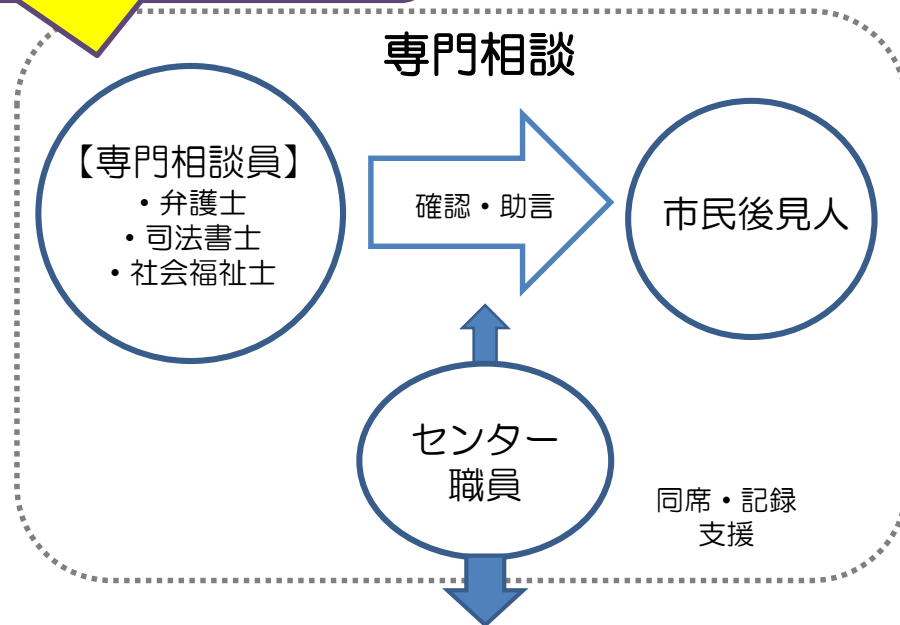 専門相談
【専門相談員】
・弁護士
・司法書士
・社会福祉士
確認・助言
市民後見人
センター
職員
同席・記録
支援